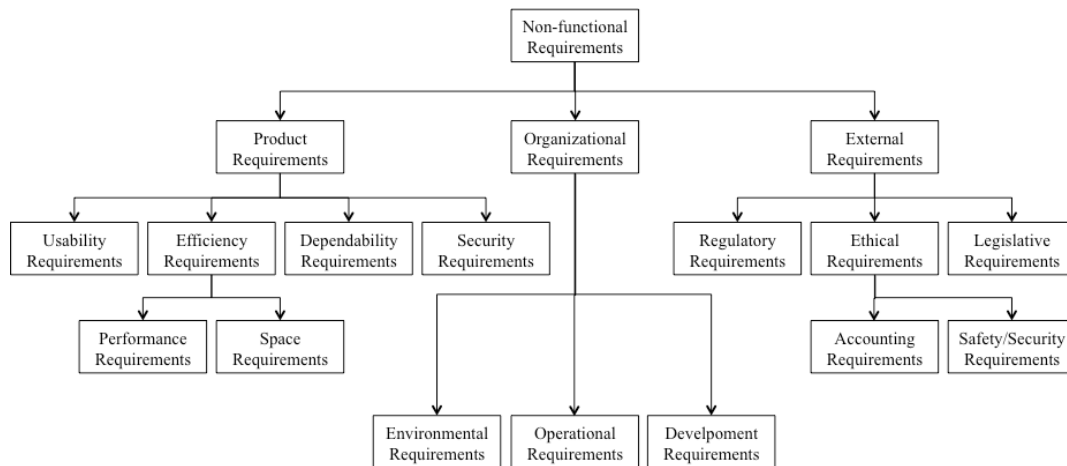 Non-functional
Requirements
Product
Requirements
Organizational
Requirements
External
Requirements
Usability
Requirements
Efficiency
Requirements
Dependability
Requirements
Security
Requirements
Regulatory
Requirements
Ethical
Requirements
Legislative
Requirements
Performance
Requirements
Space
Requirements
Accounting
Requirements
Safety/Security
Requirements
Environmental
Requirements
Operational
Requirements
Develpoment
Requirements